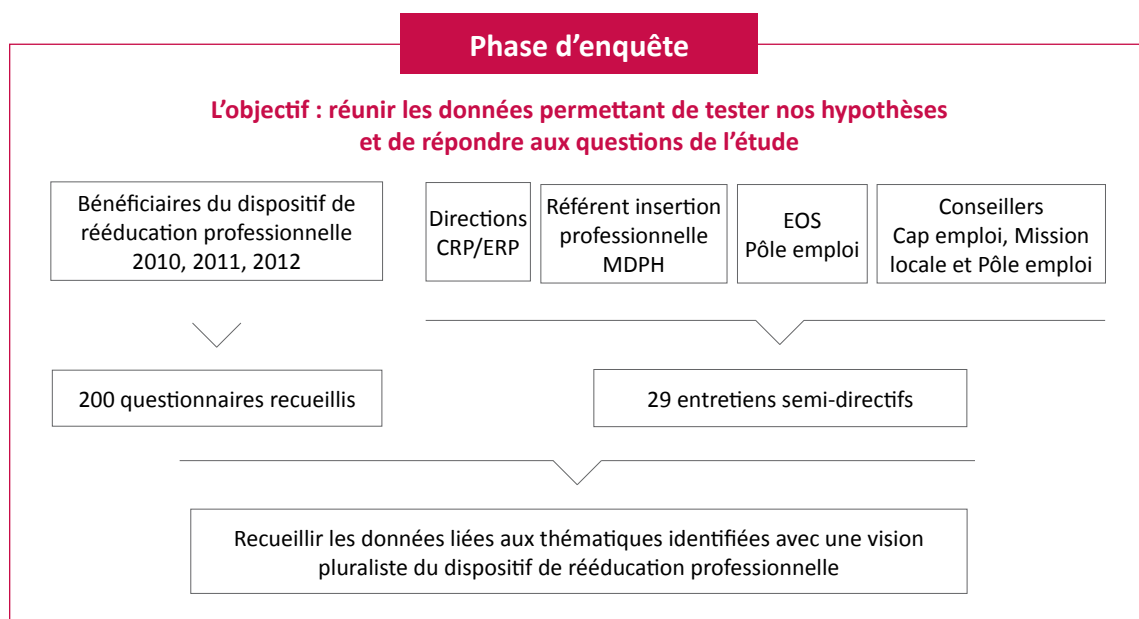 Phase d’enquête
L’objectif : réunir les données permettant de tester nos hypothèses
et de répondre aux questions de l’étude
Bénéficiaires du dispositif de
rééducation professionnelle
2010, 2011, 2012
Directions
CRP/ERP
Référent insertion
professionnelle
MDPH
EOS
Pôle emploi
Conseillers
Cap emploi, Mission
locale et Pôle emploi
200 questionnaires recueillis
29 entretiens semi-directifs
Recueillir les données liées aux thématiques identifiées avec une vision
pluraliste du dispositif de rééducation professionnelle